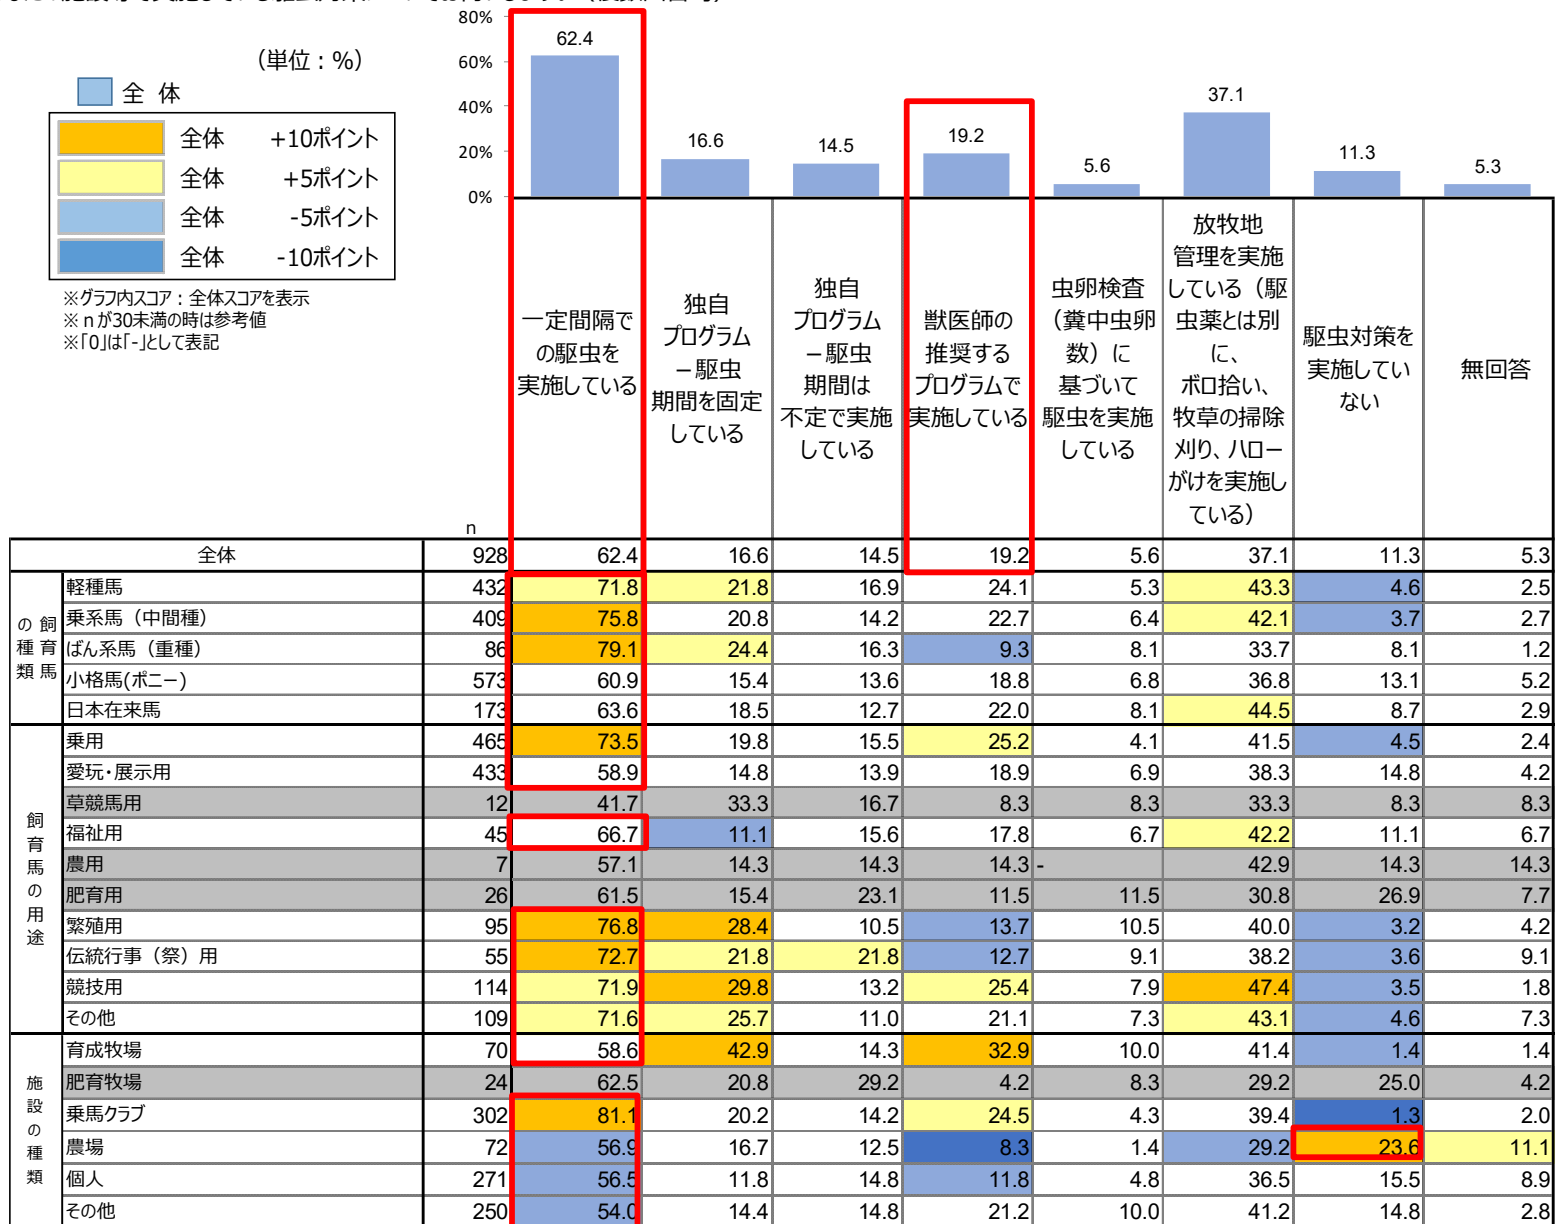 (単位：%)
全 体
全体 +10ポイント
全体 +5ポイント
全体 -5ポイント
全体 -10ポイント
※グラフ内スコア：全体スコアを表示
※ｎが30未満の時は参考値
※「0」は「-」として表記
80%
60%
40%
20%
0%
62.4
16.6
14.5
19.2
5.6
37.1
11.3
5.3
一定間隔で
の駆虫を
実施している
独自
プログラム
－駆虫
期間を固定
している
独自
プログラム
－駆虫
期間は
不定で実施
している
獣医師の
推奨する
プログラムで
実施している
虫卵検査
（糞中虫卵
数）に
基づいて
駆虫を実施
している
放牧地
管理を実施
している（駆
虫薬とは別
に、
ボロ拾い、
牧草の掃除
刈り、ハロー
がけを実施し
ている）
駆虫対策を
実施してい
ない
無回答
n
全体 928 62.4 16.6 14.5 19.2 5.6 37.1 11.3 5.3
飼育馬の種類
軽種馬 432 71.8 21.8 16.9 24.1 5.3 43.3 4.6 2.5
乗系馬（中間種） 409 75.8 20.8 14.2 22.7 6.4 42.1 3.7 2.7
ばん系馬（重種） 86 79.1 24.4 16.3 9.3 8.1 33.7 8.1 1.2
小格馬(ポニー) 573 60.9 15.4 13.6 18.8 6.8 36.8 13.1 5.2
日本在来馬 173 63.6 18.5 12.7 22.0 8.1 44.5 8.7 2.9
飼育馬の用途
乗用 465 73.5 19.8 15.5 25.2 4.1 41.5 4.5 2.4
愛玩・展示用 433 58.9 14.8 13.9 18.9 6.9 38.3 14.8 4.2
草競馬用 12 41.7 33.3 16.7 8.3 8.3 33.3 8.3 8.3
福祉用 45 66.7 11.1 15.6 17.8 6.7 42.2 11.1 6.7
農用 7 57.1 14.3 14.3 14.3 - 42.9 14.3 14.3
肥育用 26 61.5 15.4 23.1 11.5 11.5 30.8 26.9 7.7
繁殖用 95 76.8 28.4 10.5 13.7 10.5 40.0 3.2 4.2
伝統行事（祭）用 55 72.7 21.8 21.8 12.7 9.1 38.2 3.6 9.1
競技用 114 71.9 29.8 13.2 25.4 7.9 47.4 3.5 1.8
その他 109 71.6 25.7 11.0 21.1 7.3 43.1 4.6 7.3
施設の種類
育成牧場 70 58.6 42.9 14.3 32.9 10.0 41.4 1.4 1.4
肥育牧場 24 62.5 20.8 29.2 4.2 8.3 29.2 25.0 4.2
乗馬クラブ 302 81.1 20.2 14.2 24.5 4.3 39.4 1.3 2.0
農場 72 56.9 16.7 12.5 8.3 1.4 29.2 23.6 11.1
個人 271 56.5 11.8 14.8 11.8 4.8 36.5 15.5 8.9
その他 250 54.0 14.4 14.8 21.2 10.0 41.2 14.8 2.8